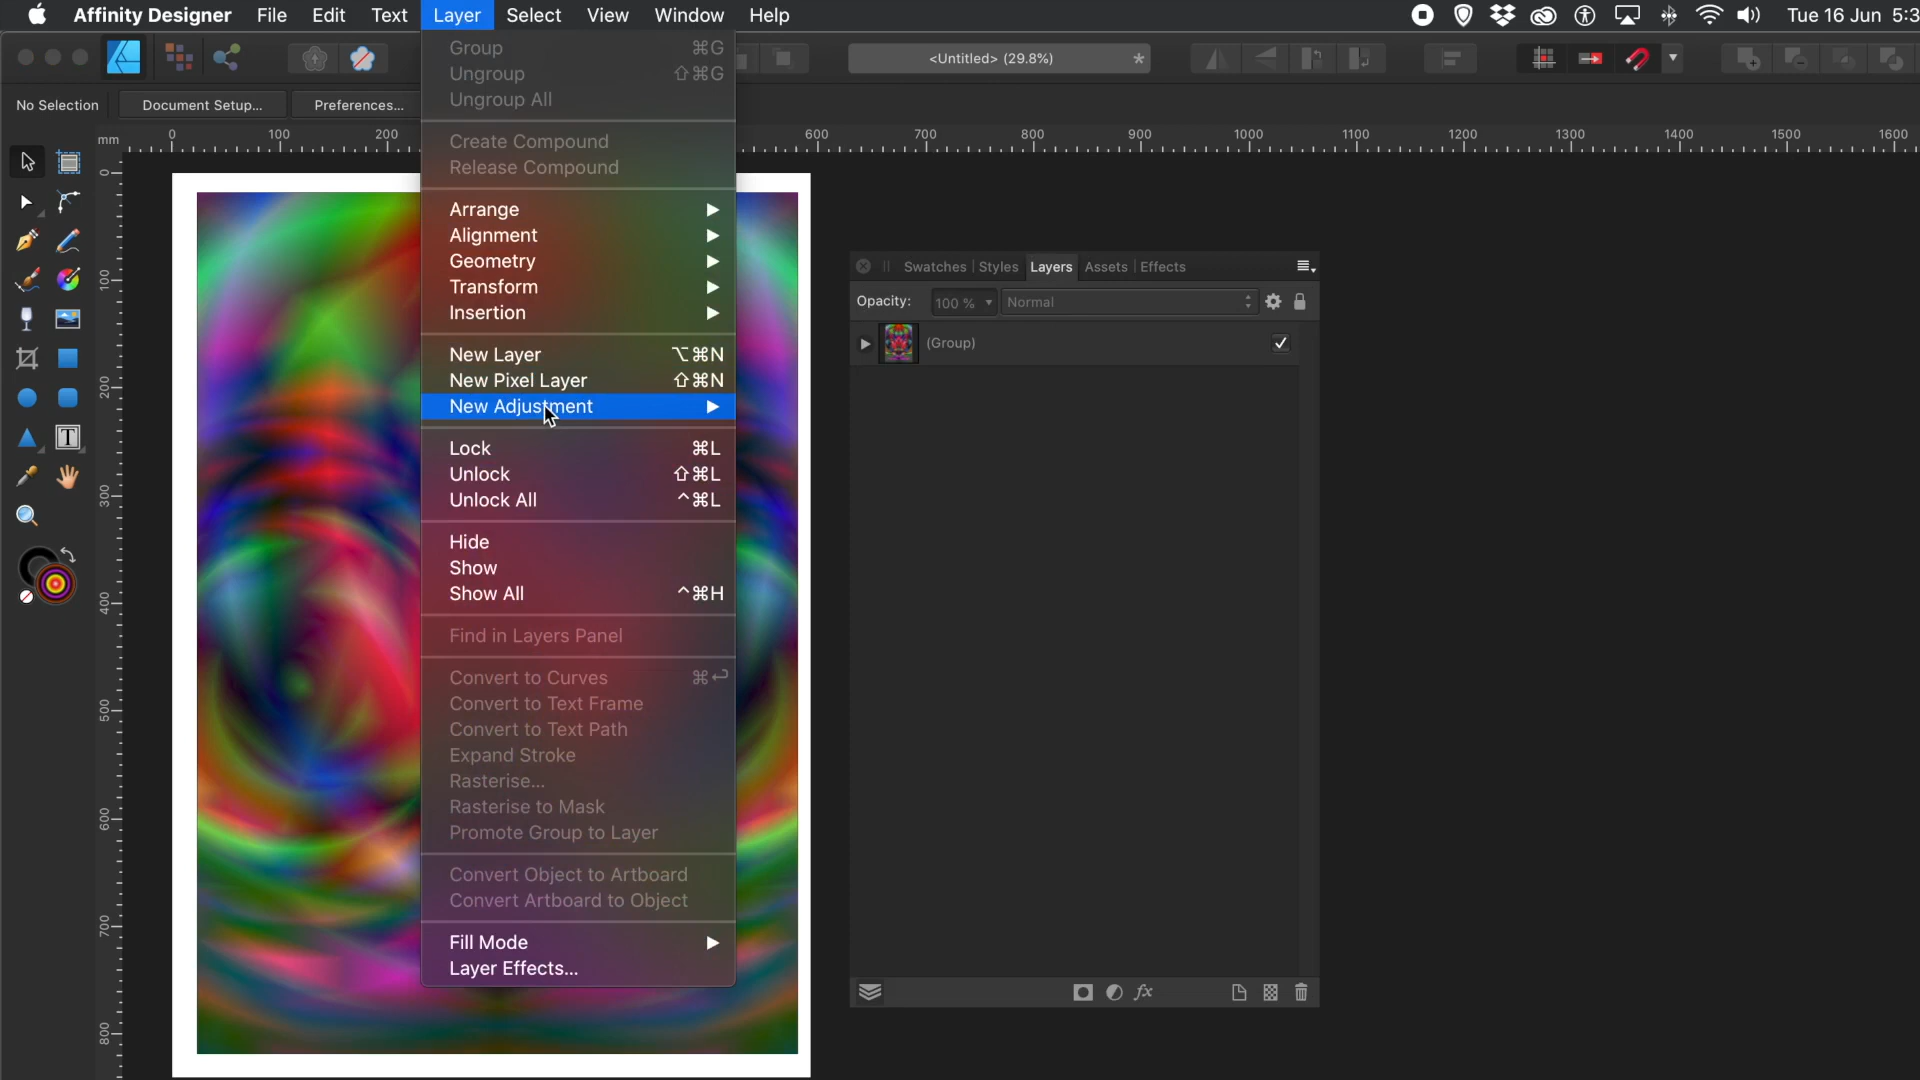 Affinity Designer File Edit Text Layer Select View Window Help Tue 16 Jun 5:3
<Untitled> (29.8%) *
No Selection Document Setup... Preferences...
mm 0 100 200 600 700 800 900 1000 1100 1200 1300 1400 1500 1600
0
100
200
300
400
500
600
700
800
Group ⌘G
Ungroup ⇧⌘G
Ungroup All
Create Compound
Release Compound
Arrange ▶
Alignment ▶
Geometry ▶
Transform ▶
Insertion ▶
New Layer ⌥⌘N
New Pixel Layer ⇧⌘N
New Adjustment ▶
Lock ⌘L
Unlock ⇧⌘L
Unlock All ^⌘L
Hide
Show
Show All ^⌘H
Find in Layers Panel
Convert to Curves ⌘↩
Convert to Text Frame
Convert to Text Path
Expand Stroke
Rasterise...
Rasterise to Mask
Promote Group to Layer
Convert Object to Artboard
Convert Artboard to Object
Fill Mode ▶
Layer Effects...
Swatches Styles Layers Assets Effects
Opacity: 100 % Normal
(Group)
fx
T